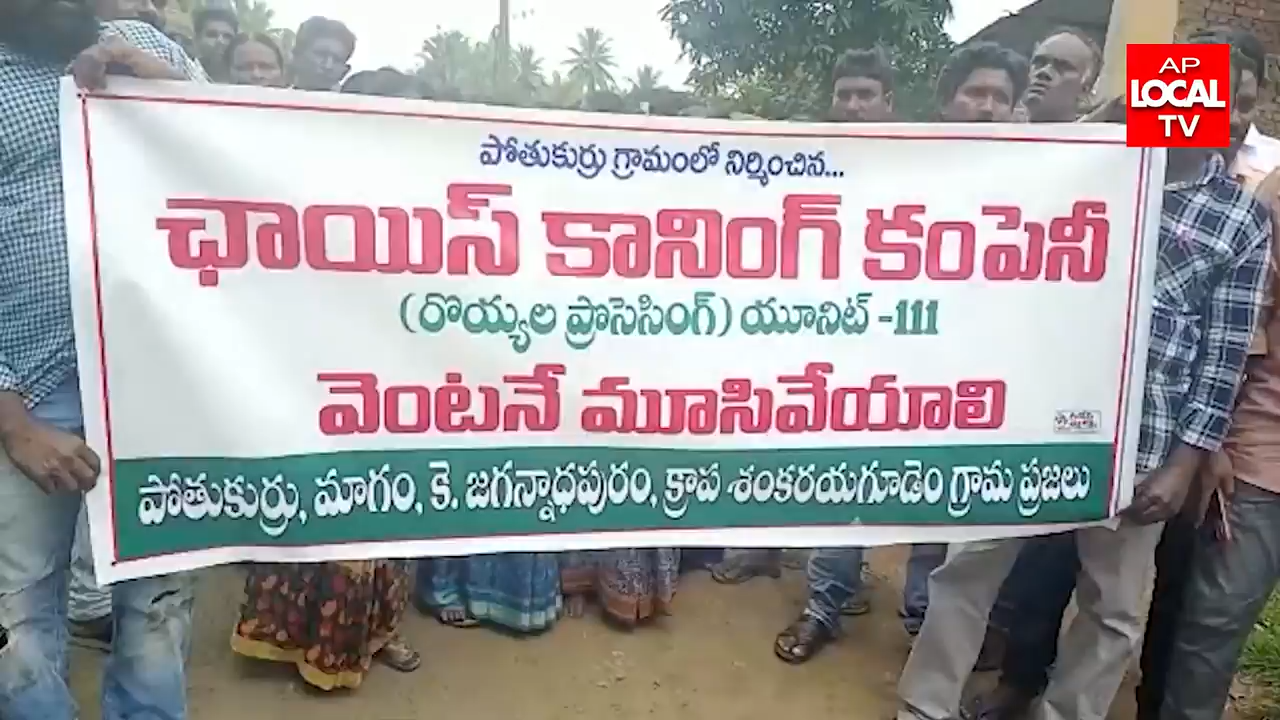 AP
LOCAL
TV
పోతుకుర్రు గ్రామంలో నిర్మించిన...
ఛాయిస్ కానింగ్ కంపెనీ
(రొయ్యల ప్రొసెసింగ్) యూనిట్ -111
వెంటనే మూసివేయాలి
పోతుకుర్రు, మాగం, కె. జగన్నాధపురం, క్రాప శంకరయగూడెం గ్రామ ప్రజలు